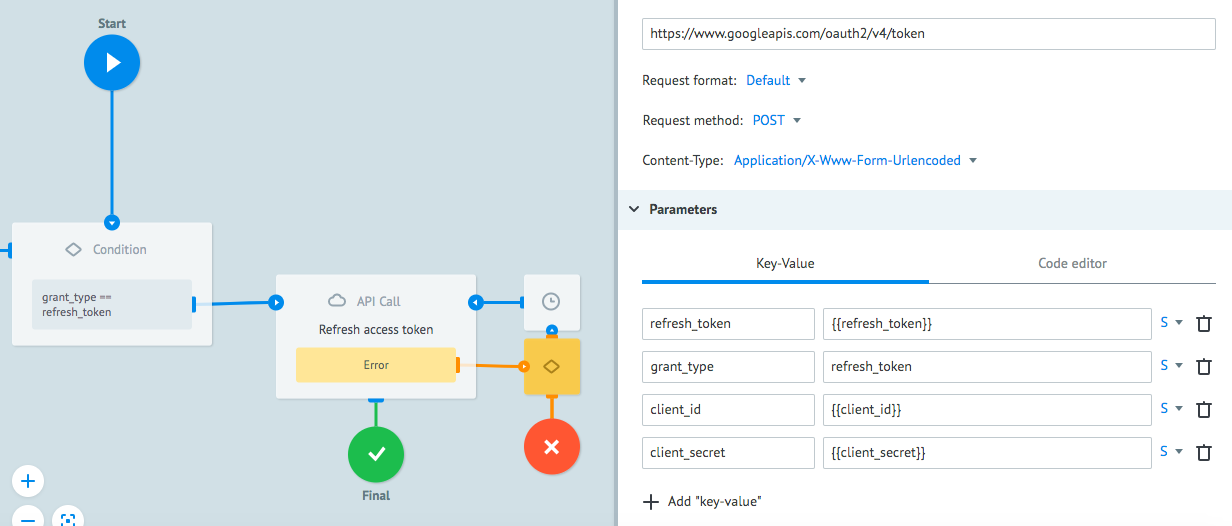 Start
Condition
grant_type ==
refresh_token
API Call
Refresh access token
Error
Final
https://www.googleapis.com/oauth2/v4/token
Request format: Default
Request method: POST
Content-Type: Application/X-Www-Form-Urlencoded
Parameters
Key-Value Code editor
refresh_token {{refresh_token}} S
grant_type refresh_token S
client_id {{client_id}} S
client_secret {{client_secret}} S
Add "key-value"